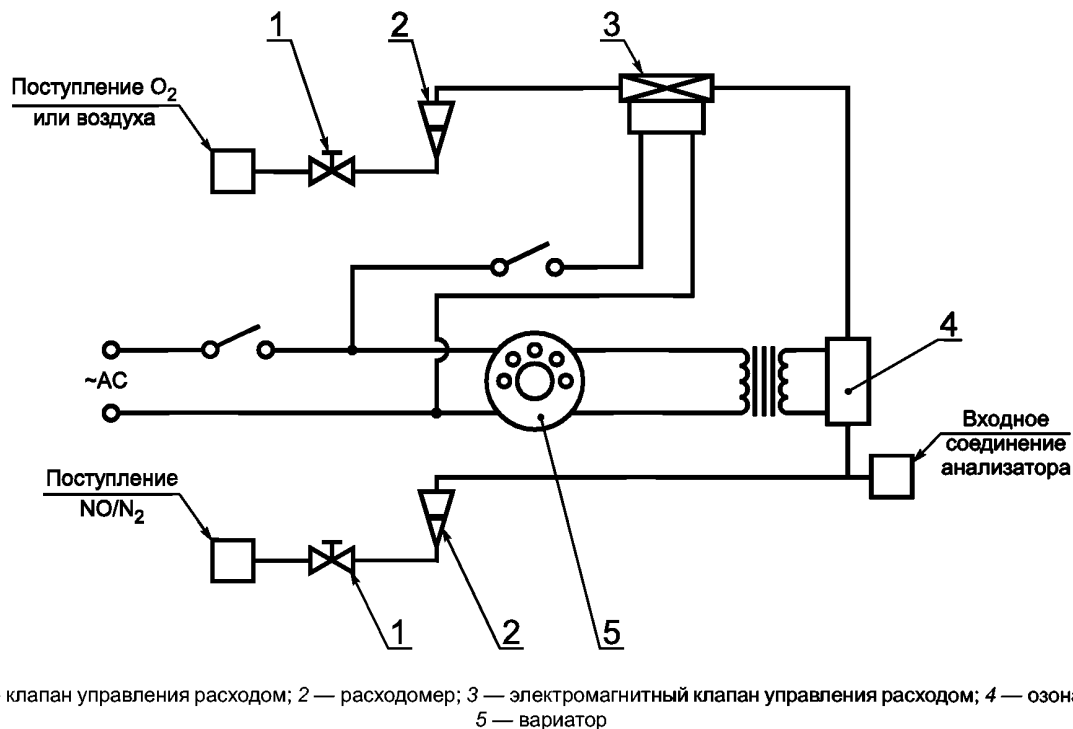 1
2
3
Поступление O2
или воздуха
4
~AC
Входное
соединение
анализатора
Поступление
NO/N2
1
2
5
клапан управления расходом; 2 — расходомер; 3 — электромагнитный клапан управления расходом; 4 —
5 — вариатор